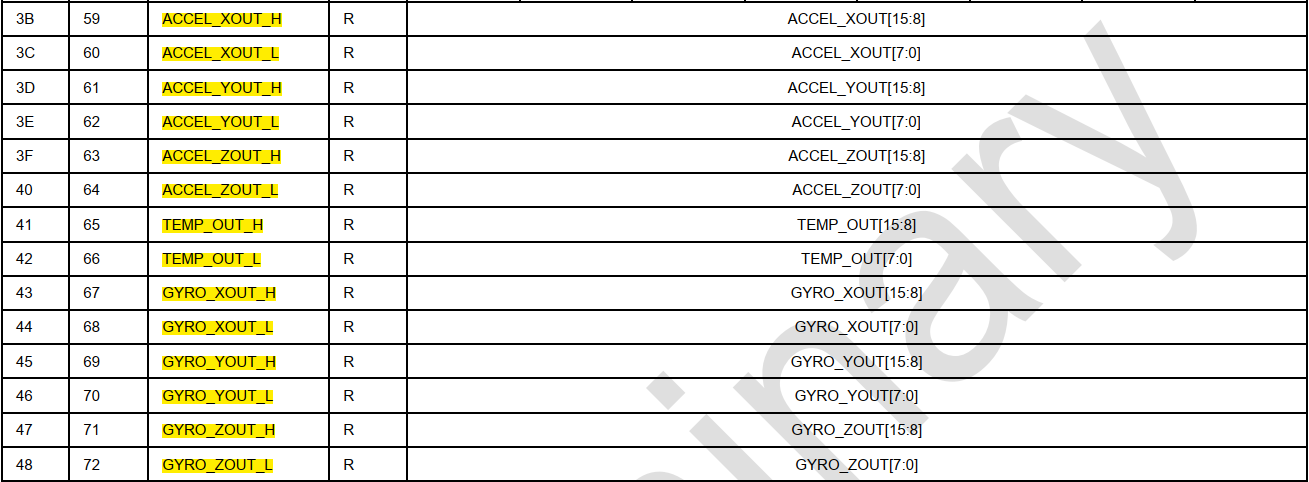 3B 59 ACCEL_XOUT_H R ACCEL_XOUT[15:8]
3C 60 ACCEL_XOUT_L R ACCEL_XOUT[7:0]
3D 61 ACCEL_YOUT_H R ACCEL_YOUT[15:8]
3E 62 ACCEL_YOUT_L R ACCEL_YOUT[7:0]
3F 63 ACCEL_ZOUT_H R ACCEL_ZOUT[15:8]
40 64 ACCEL_ZOUT_L R ACCEL_ZOUT[7:0]
41 65 TEMP_OUT_H R TEMP_OUT[15:8]
42 66 TEMP_OUT_L R TEMP_OUT[7:0]
43 67 GYRO_XOUT_H R GYRO_XOUT[15:8]
44 68 GYRO_XOUT_L R GYRO_XOUT[7:0]
45 69 GYRO_YOUT_H R GYRO_YOUT[15:8]
46 70 GYRO_YOUT_L R GYRO_YOUT[7:0]
47 71 GYRO_ZOUT_H R GYRO_ZOUT[15:8]
48 72 GYRO_ZOUT_L R GYRO_ZOUT[7:0]
inary